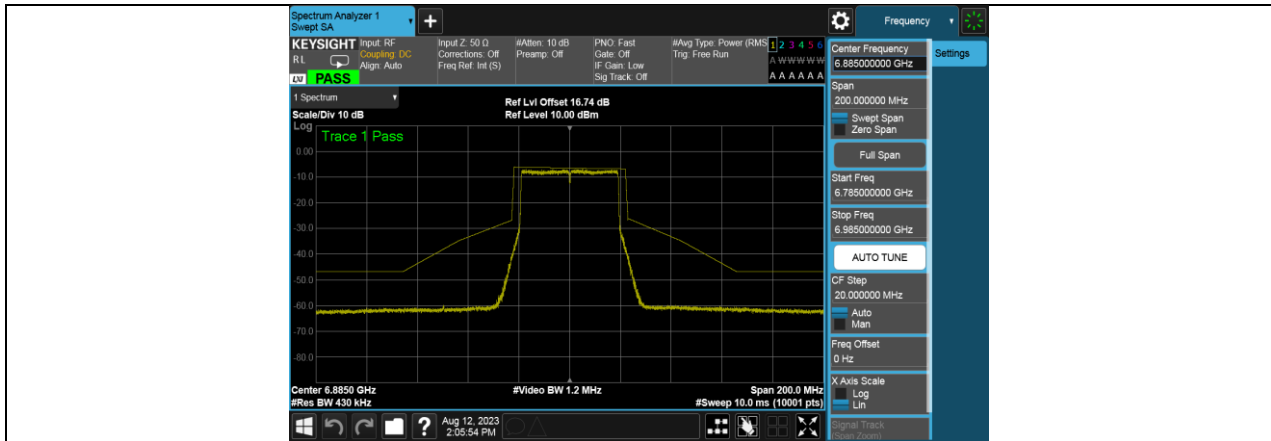 Spectrum Analyzer 1
Swept SA
Frequency
KEYSIGHT
RL
PASS
Input: RF
Coupling: DC
Align: Auto
Input Z: 50 Ω
Corrections: Off
Freq Ref: Int (S)
#Atten: 10 dB
Preamp: Off
PNO: Fast
Gate: Off
IF Gain: Low
Sig Track: Off
#Avg Type: Power (RMS
Trig: Free Run
1 2 3 4 5 6
A W W W W W
A A A A A A
Center Frequency
6.885000000 GHz
Settings
Span
200.000000 MHz
Swept Span
Zero Span
Full Span
Start Freq
6.785000000 GHz
Stop Freq
6.985000000 GHz
AUTO TUNE
CF Step
20.000000 MHz
Auto
Man
Freq Offset
0 Hz
X Axis Scale
Log
Lin
Signal Track
(Span Zoom)
1 Spectrum
Scale/Div 10 dB
Ref Lvl Offset 16.74 dB
Ref Level 10.00 dBm
Log
Trace 1 Pass
0.00
-10.0
-20.0
-30.0
-40.0
-50.0
-60.0
-70.0
-80.0
Center 6.8850 GHz
#Res BW 430 kHz
#Video BW 1.2 MHz
Span 200.0 MHz
#Sweep 10.0 ms (10001 pts)
?
Aug 12, 2023
2:05:54 PM